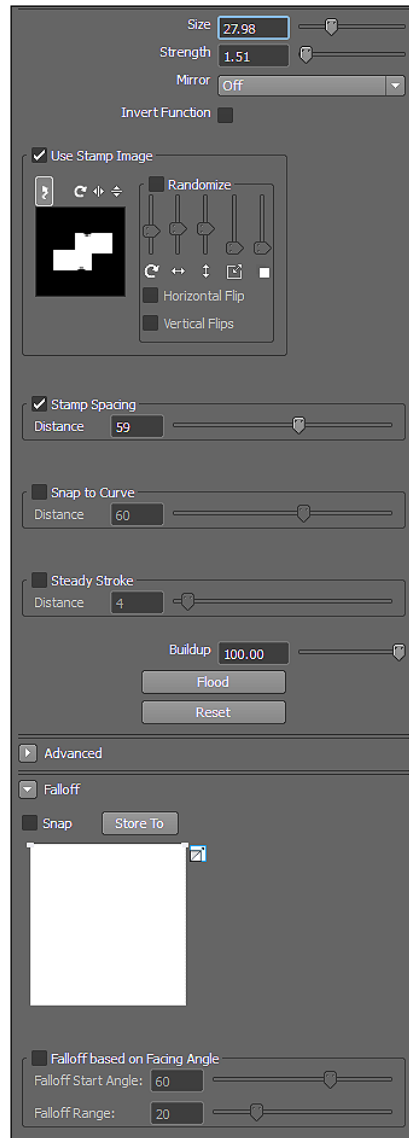 Size 27.98
Strength 1.51
Mirror Off
Invert Function
Use Stamp Image
Randomize
Horizontal Flip
Vertical Flips
Stamp Spacing
Distance 59
Snap to Curve
Distance 60
Steady Stroke
Distance 4
Buildup 100.00
Flood
Reset
Advanced
Falloff
Snap Store To
Falloff based on Facing Angle
Falloff Start Angle: 60
Falloff Range: 20